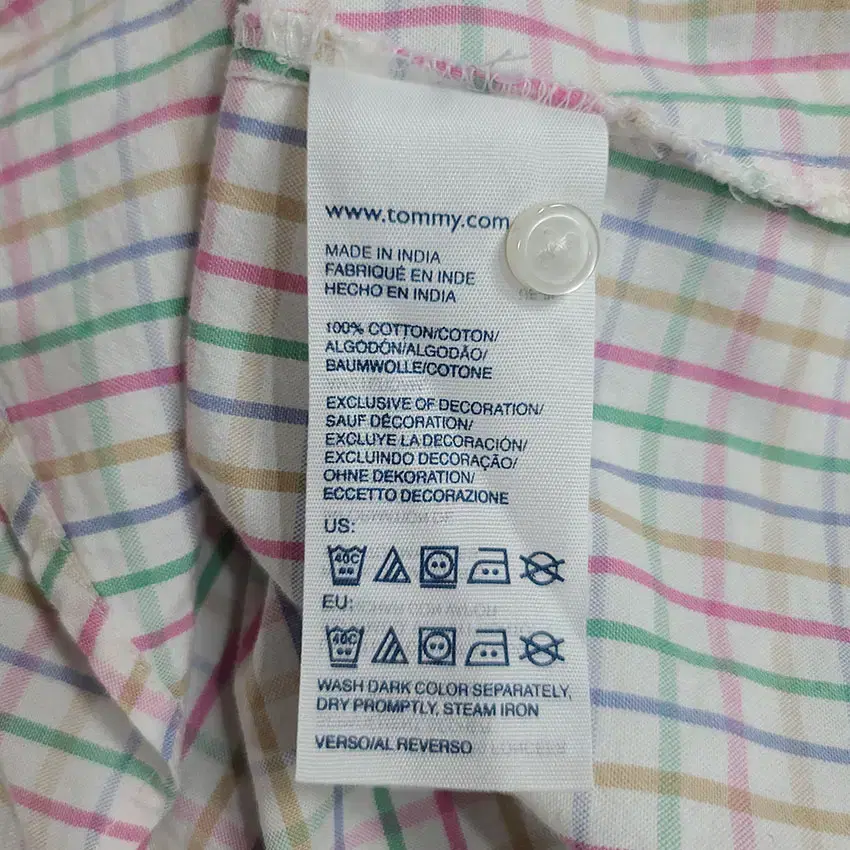 www.tommy.com
MADE IN INDIA
FABRIQUÉ EN INDE
HECHO EN INDIA
100% COTTON/COTON/
ALGODÓN/ALGODÃO/
BAUMWOLLE/COTONE
EXCLUSIVE OF DECORATION/
SAUF DÉCORATION/
EXCLUYE LA DECORACIÓN/
EXCLUINDO DECORAÇÃO/
OHNE DEKORATION/
ECCETTO DECORAZIONE
US:
40C
EU:
40C
WASH DARK COLOR SEPARATELY,
DRY PROMPTLY, STEAM IRON
VERSO/AL REVERSO